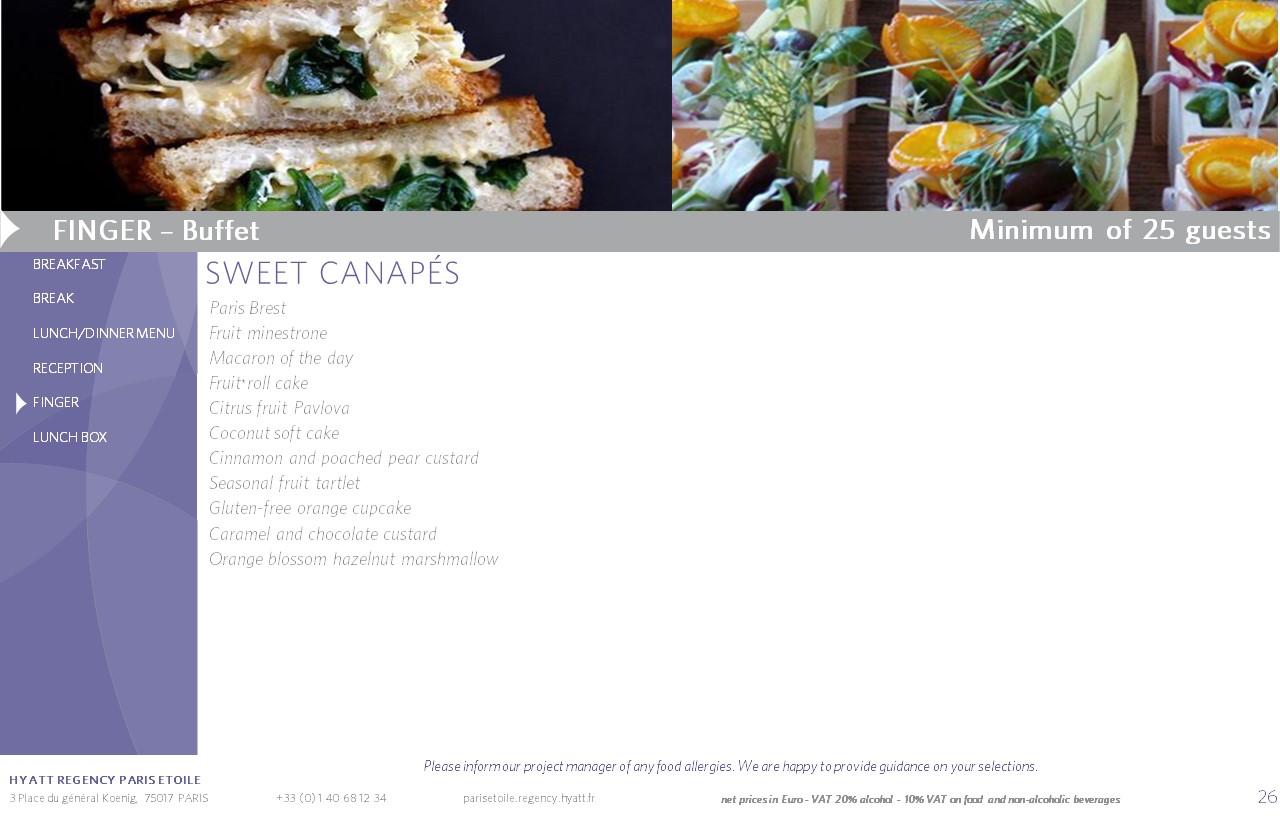 FINGER – Buffet
Minimum of 25 guests
BREAKFAST
BREAK
LUNCH/DINNER MENU
RECEPTION
FINGER
LUNCH BOX
SWEET CANAPÉS
Paris Brest
Fruit minestrone
Macaron of the day
Fruit' roll cake
Citrus fruit Pavlova
Coconut soft cake
Cinnamon and poached pear custard
Seasonal fruit tartlet
Gluten-free orange cupcake
Caramel and chocolate custard
Orange blossom hazelnut marshmallow
Please inform our project manager of any food allergies. We are happy to provide guidance on your selections.
HYATT REGENCY PARIS ETOILE
3 Place du général Koenig, 75017 PARIS +33 (0) 1 40 68 12 34 parisetoile.regency.hyatt.fr net prices in Euro - VAT 20% alcohol - 10% VAT on food and non-alcoholic beverages 26